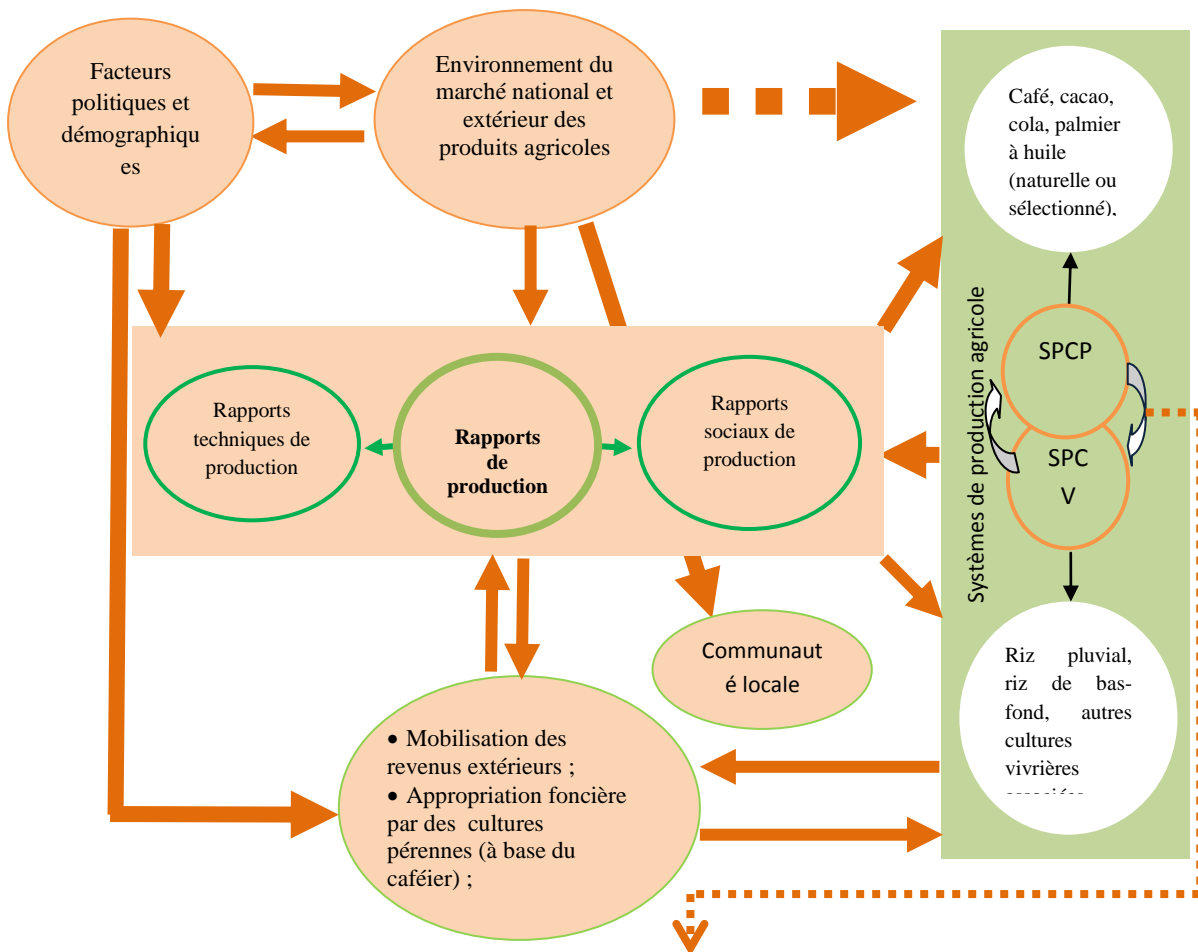 Facteurs
politiques et
démographiqu
es
Environnement du
marché national et
extérieur des
produits agricoles
Café, cacao,
cola, palmier
à huile
(naturelle ou
sélectionné),
Systèmes de production agricole
SPCP
SPC
V
Rapports
techniques de
production
Rapports
de
production
Rapports
sociaux de
production
Communaut
é locale
• Mobilisation des
revenus extérieurs ;
• Appropriation foncière
par des cultures
pérennes (à base du
caféier) ;
Riz pluvial,
riz de bas-
fond, autres
cultures
vivrières